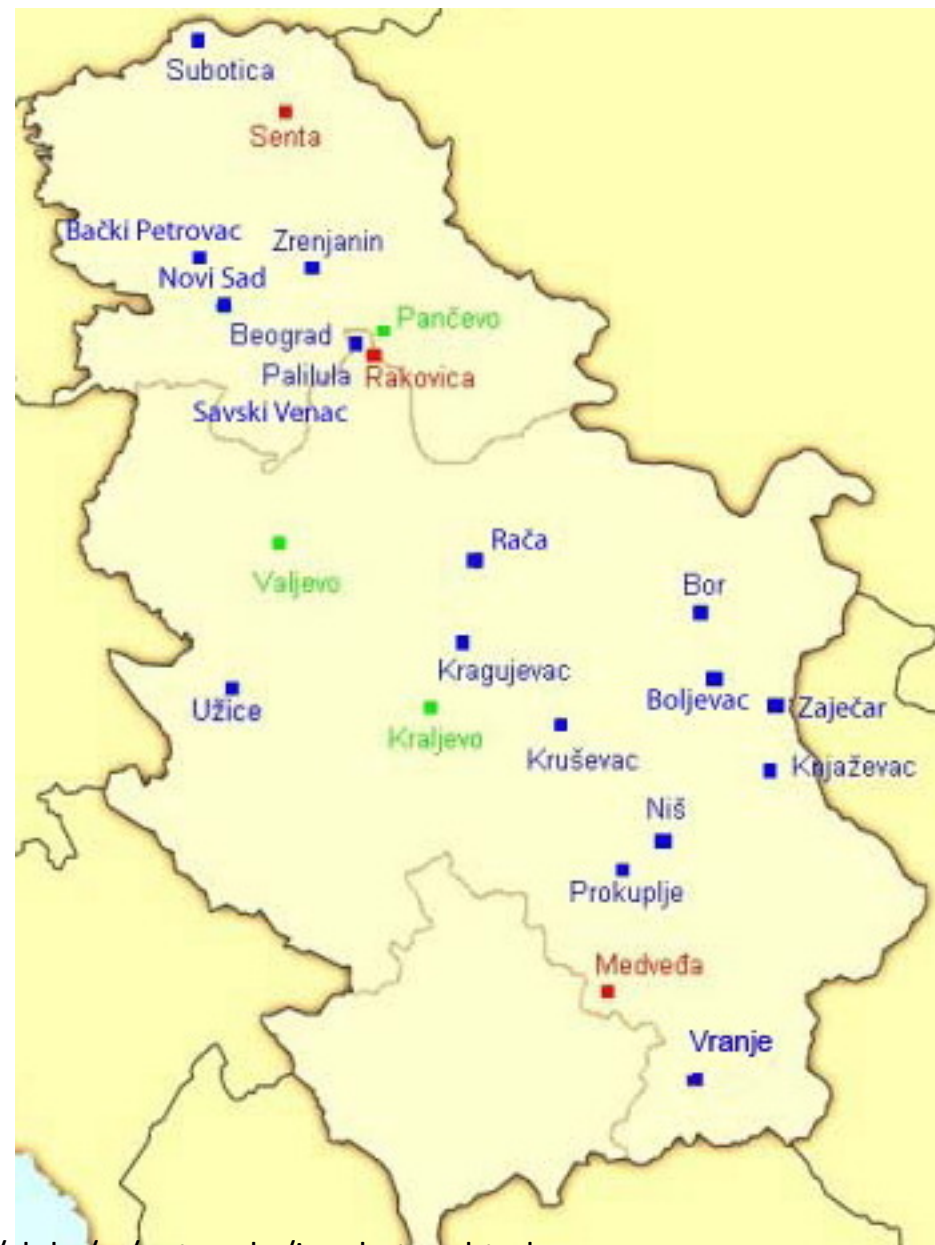 Subotica
Senta
Bački Petrovac
Zrenjanin
Novi Sad
Pančevo
Beograd
Palilula
Rakovica
Savski Venac
Rača
Valjevo
Bor
Kragujevac
Boljevac
Užice
Zaječar
Kraljevo
Kruševac
Knjaževac
Niš
Prokuplje
Medveđa
Vranje